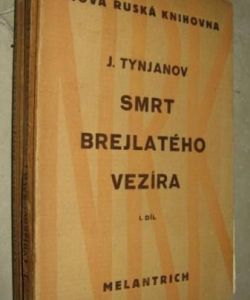 NOVÁ RUSKÁ KNIHOVNA
J. TYNJANOV
SMRT
BREJLATÉHO
VEZÍRA
I. DÍL
MELANTRICH